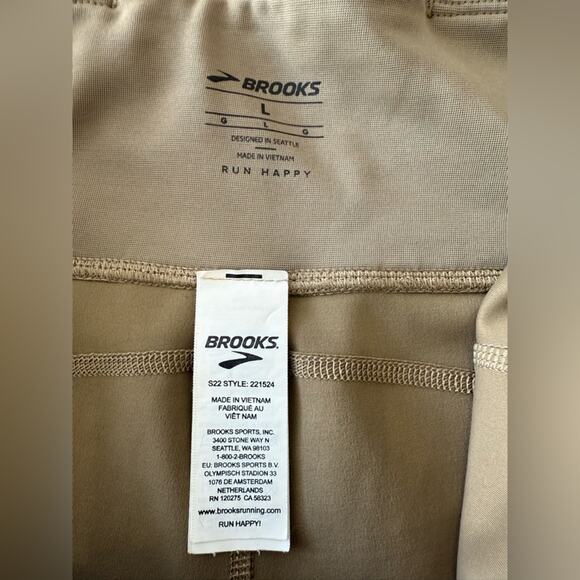 BROOKS
L
G L G
DESIGNED IN SEATTLE
MADE IN VIETNAM
RUN HAPPY
BROOKS
S22 STYLE: 221524
MADE IN VIETNAM
FABRIQUÉ AU
VIÊT NAM
BROOKS SPORTS, INC.
3400 STONE WAY N
SEATTLE, WA 98103
1-800-2-BROOKS
EU: BROOKS SPORTS B.V.
OLYMPISCH STADION 33
1076 DE AMSTERDAM
NETHERLANDS
RN 120275 CA 56323
www.brooksrunning.com
RUN HAPPY!